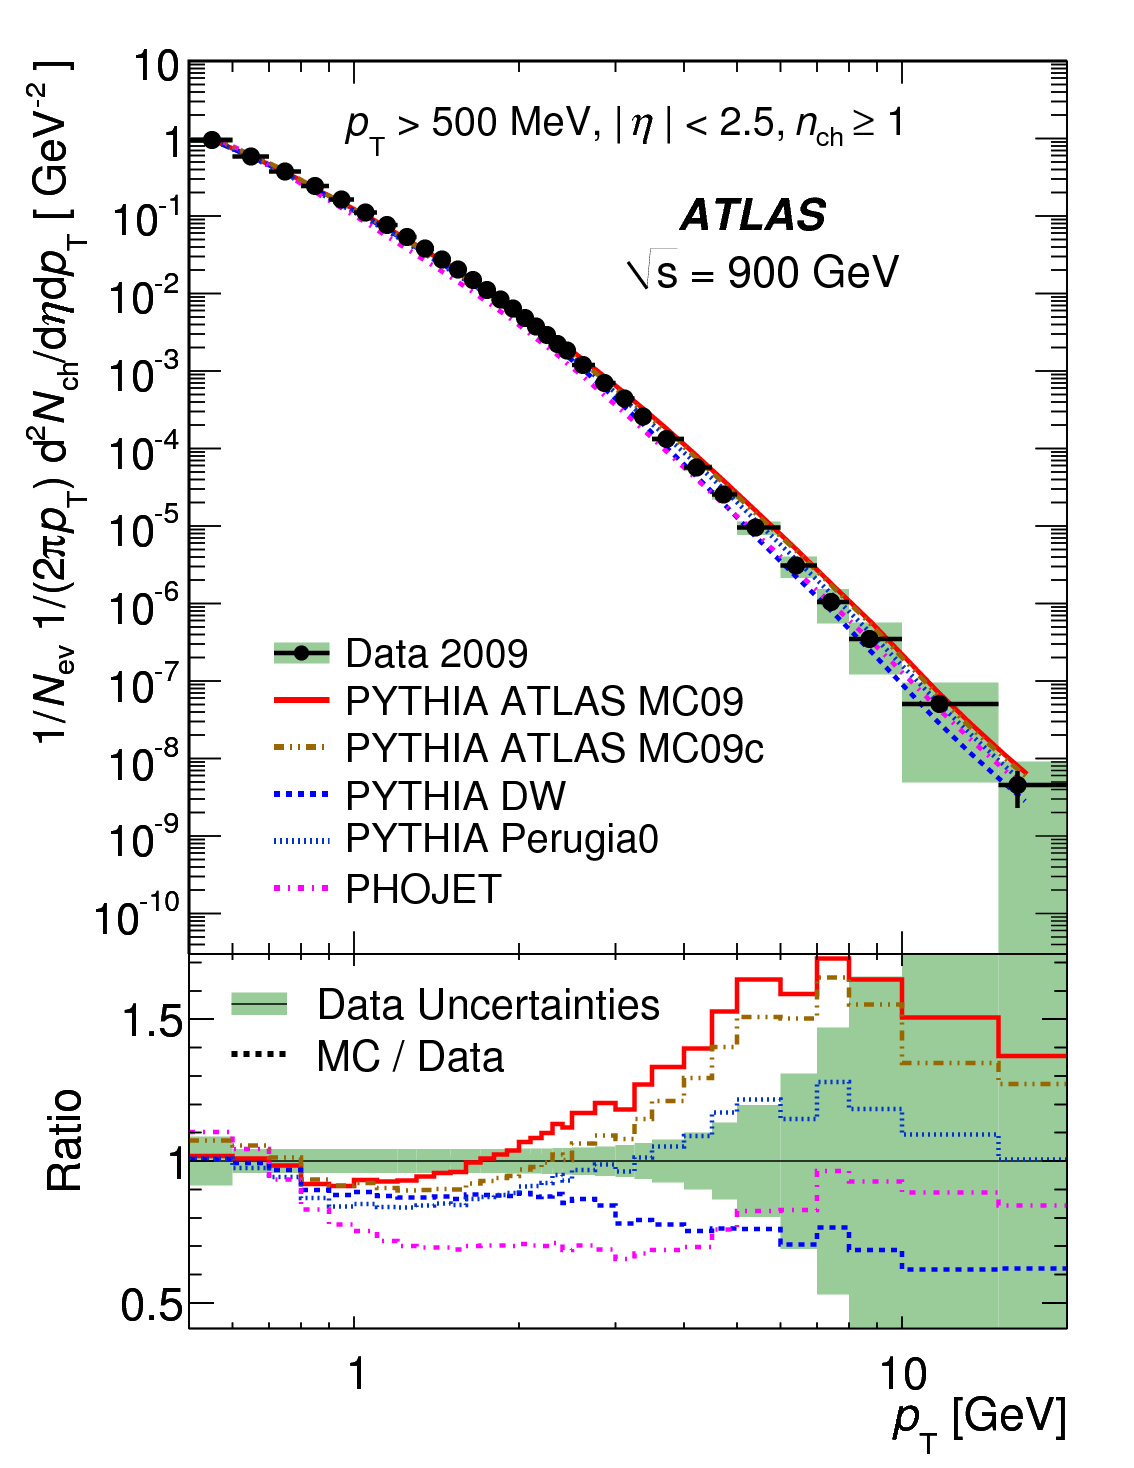 10
p_T > 500 MeV, | η | < 2.5, n_ch ≥ 1
1
ATLAS
10^-1
√s = 900 GeV
10^-2
10^-3
10^-4
10^-5
10^-6
10^-7
10^-8
10^-9
10^-10
1/N_ev 1/(2πp_T) d²N_ch/dηdp_T [ GeV^-2 ]
Data 2009
PYTHIA ATLAS MC09
PYTHIA ATLAS MC09c
PYTHIA DW
PYTHIA Perugia0
PHOJET
Data Uncertainties
MC / Data
1.5
1
0.5
Ratio
1
10
p_T [GeV]